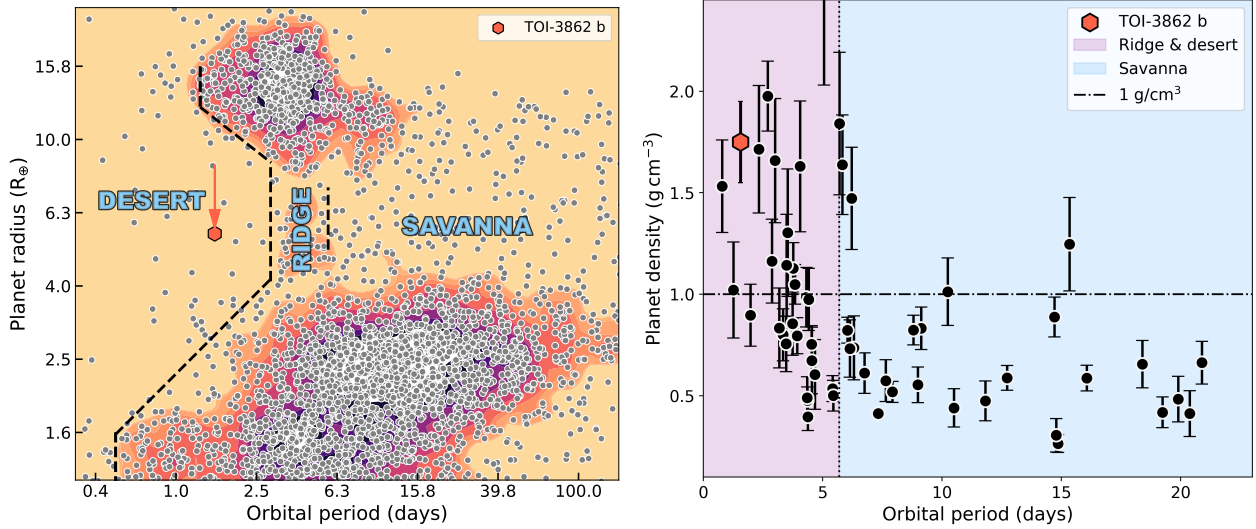 TOI-3862 b
15.8
10.0
6.3
4.0
2.5
1.6
Planet radius (R⊕)
DESERT
RIDGE
SAVANNA
0.4
1.0
2.5
6.3
15.8
39.8
100.0
Orbital period (days)
TOI-3862 b
Ridge & desert
Savanna
1 g/cm³
2.0
1.5
1.0
0.5
Planet density (g cm⁻³)
0
5
10
15
20
Orbital period (days)